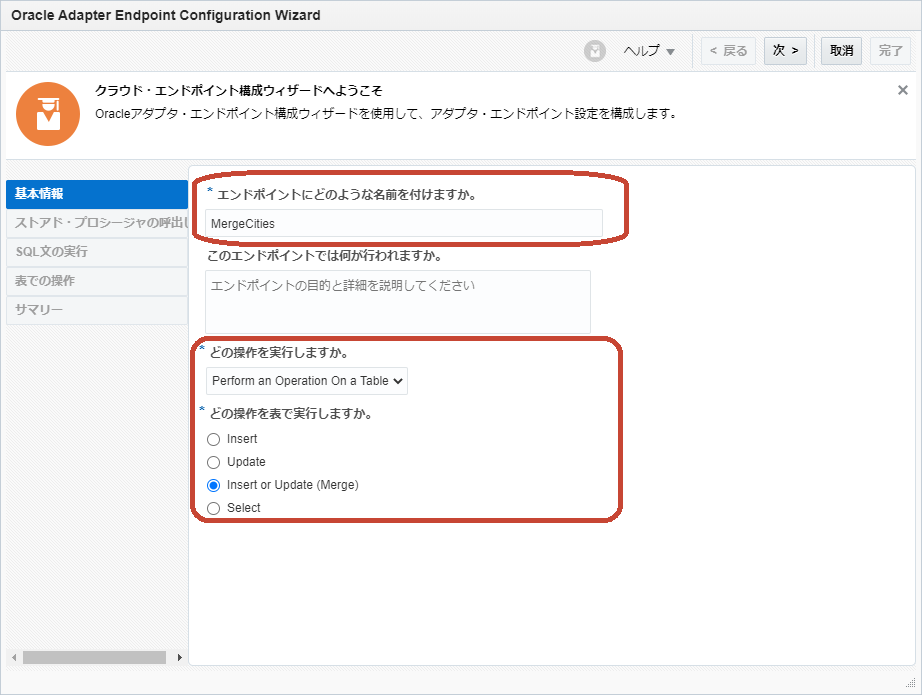 Oracle Adapter Endpoint Configuration Wizard
ヘルプ
< 戻る
次 >
取消
完了
クラウド・エンドポイント構成ウィザードへようこそ
Oracleアダプタ・エンドポイント構成ウィザードを使用して、アダプタ・エンドポイント設定を構成します。
基本情報
ストアド・プロシージャの呼出し
SQL文の実行
表での操作
サマリー
* エンドポイントにどのような名前を付けますか。
MergeCities
このエンドポイントでは何が行われますか。
エンドポイントの目的と詳細を説明してください
* どの操作を実行しますか。
Perform an Operation On a Table
* どの操作を表で実行しますか。
Insert
Update
Insert or Update (Merge)
Select